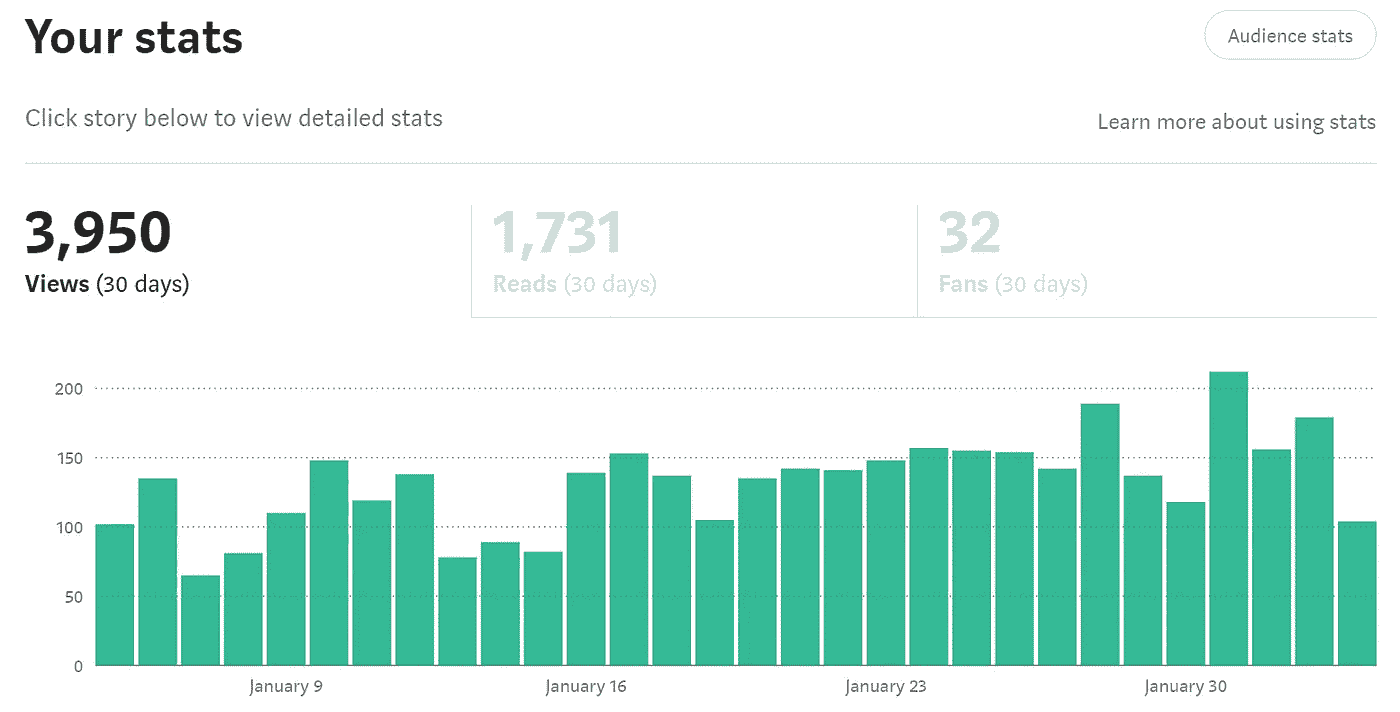 Your stats
Audience stats
Click story below to view detailed stats
Learn more about using stats
3,950
Views (30 days)
1,731
Reads (30 days)
32
Fans (30 days)
200
150
100
50
0
January 9
January 16
January 23
January 30